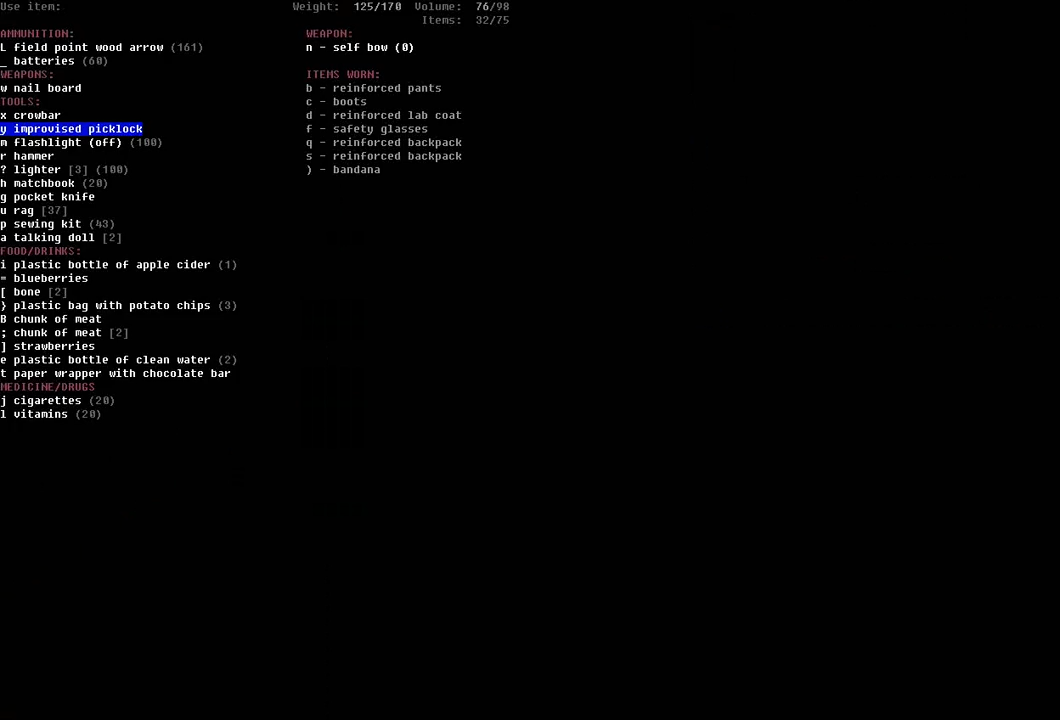 Use item:
Weight: 125/170 Volume: 76/98
Items: 32/75
AMMUNITION:
L field point wood arrow (161)
_ batteries (60)
WEAPONS:
w nail board
TOOLS:
x crowbar
y improvised picklock
m flashlight (off) (100)
r hammer
? lighter [3] (100)
h matchbook (20)
g pocket knife
u rag [37]
p sewing kit (43)
a talking doll [2]
FOOD/DRINKS:
i plastic bottle of apple cider (1)
= blueberries
[ bone [2]
} plastic bag with potato chips (3)
B chunk of meat
; chunk of meat [2]
] strawberries
e plastic bottle of clean water (2)
t paper wrapper with chocolate bar
MEDICINE/DRUGS
j cigarettes (20)
l vitamins (20)
WEAPON:
n - self bow (0)
ITEMS WORN:
b - reinforced pants
c - boots
d - reinforced lab coat
f - safety glasses
q - reinforced backpack
s - reinforced backpack
) - bandana